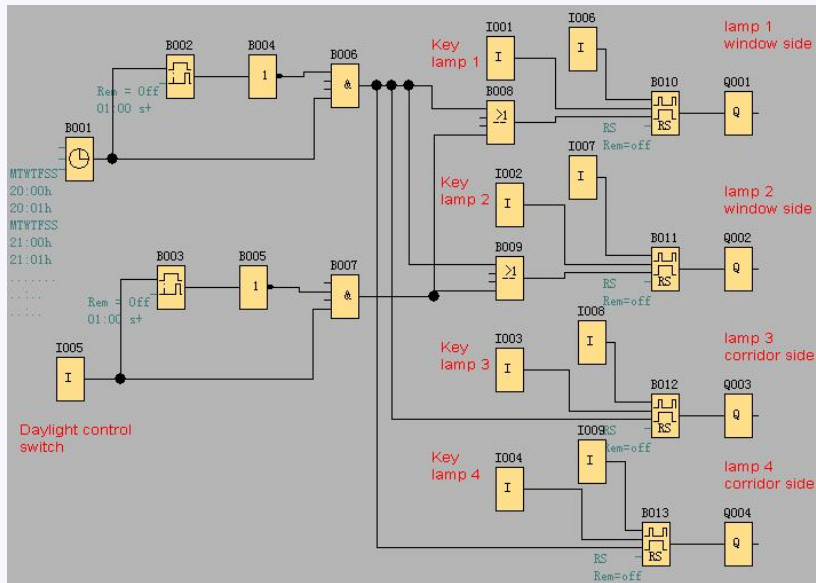 I001
I006
lamp 1
window side
B002
B004
B006
Key
lamp 1
I
I
1
&
B010
Q001
Rem = Off
01:00 s+
B008
≥1
RS
Q
B001
RS
Rem=off
I007
MTWTFSS
20:00h
20:01h
MTWTFSS
21:00h
21:01h
I002
Key
lamp 2
I
I
lamp 2
window side
B003
B005
B007
B009
B011
Q002
1
&
≥1
RS
Q
Rem = Off
01:00 s+
RS
Rem=off
I003
I008
lamp 3
corridor side
I005
Key
lamp 3
I
I
I
B012
Q003
RS
Q
Daylight control
switch
RS
Rem=off
I009
Key
lamp 4
I004
I
I
lamp 4
corridor side
B013
Q004
RS
Q
RS
Rem=off